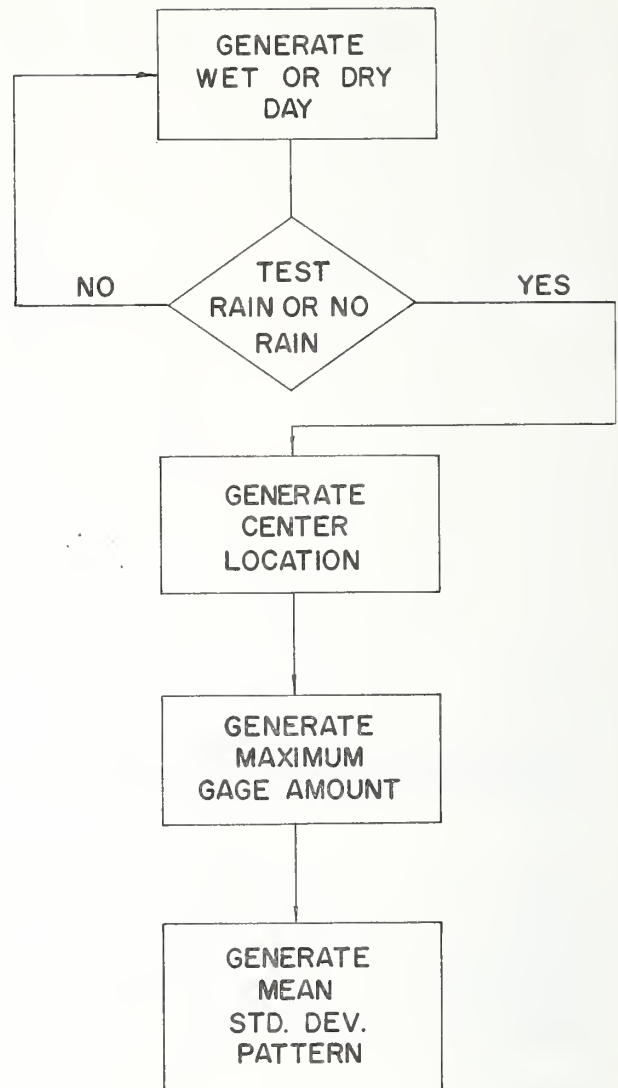 GENERATE
WET OR DRY
DAY
TEST
RAIN OR NO
RAIN
NO
YES
GENERATE
CENTER
LOCATION
GENERATE
MAXIMUM
GAGE AMOUNT
GENERATE
MEAN
STD. DEV.
PATTERN